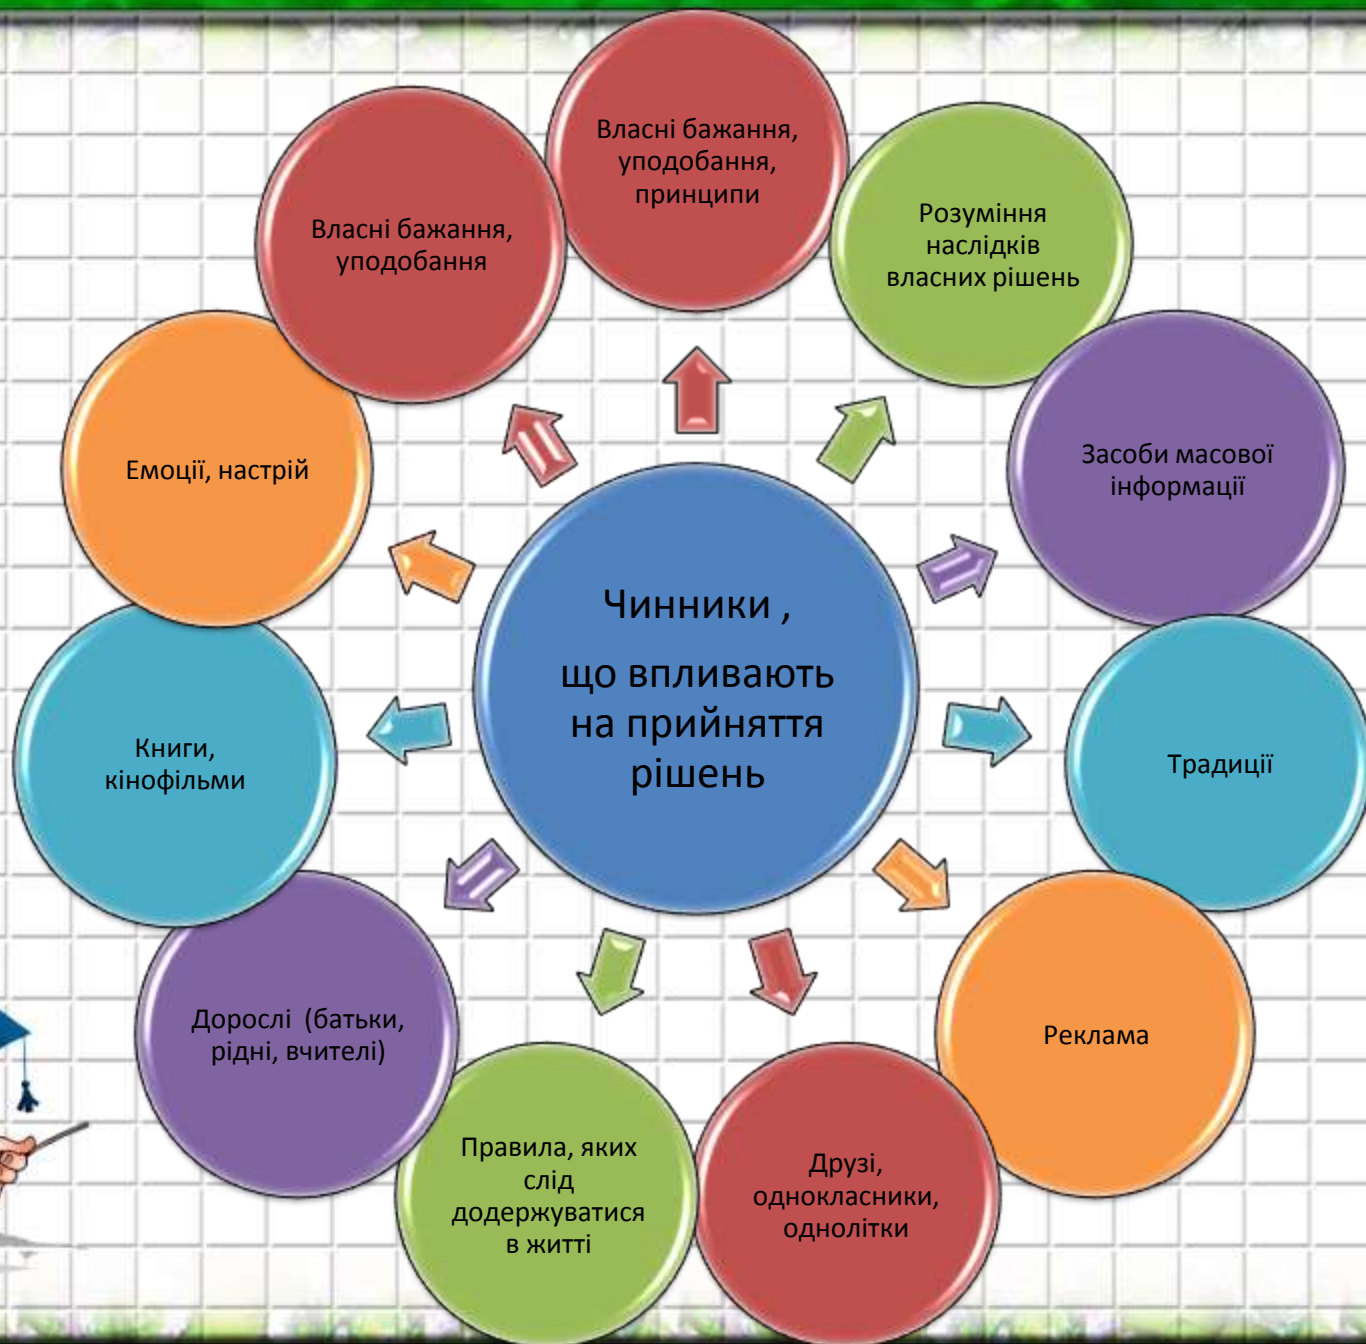 Власні бажання,
уподобання,
принципи
Розуміння
наслідків
власних рішень
Засоби масової
інформації
Традиції
Реклама
Друзі,
однокласники,
однолітки
Правила, яких
слід
додержуватися
в житті
Дорослі (батьки,
рідні, вчителі)
Книги,
кінофільми
Емоції, настрій
Власні бажання,
уподобання
Чинники ,
що впливають
на прийняття
рішень